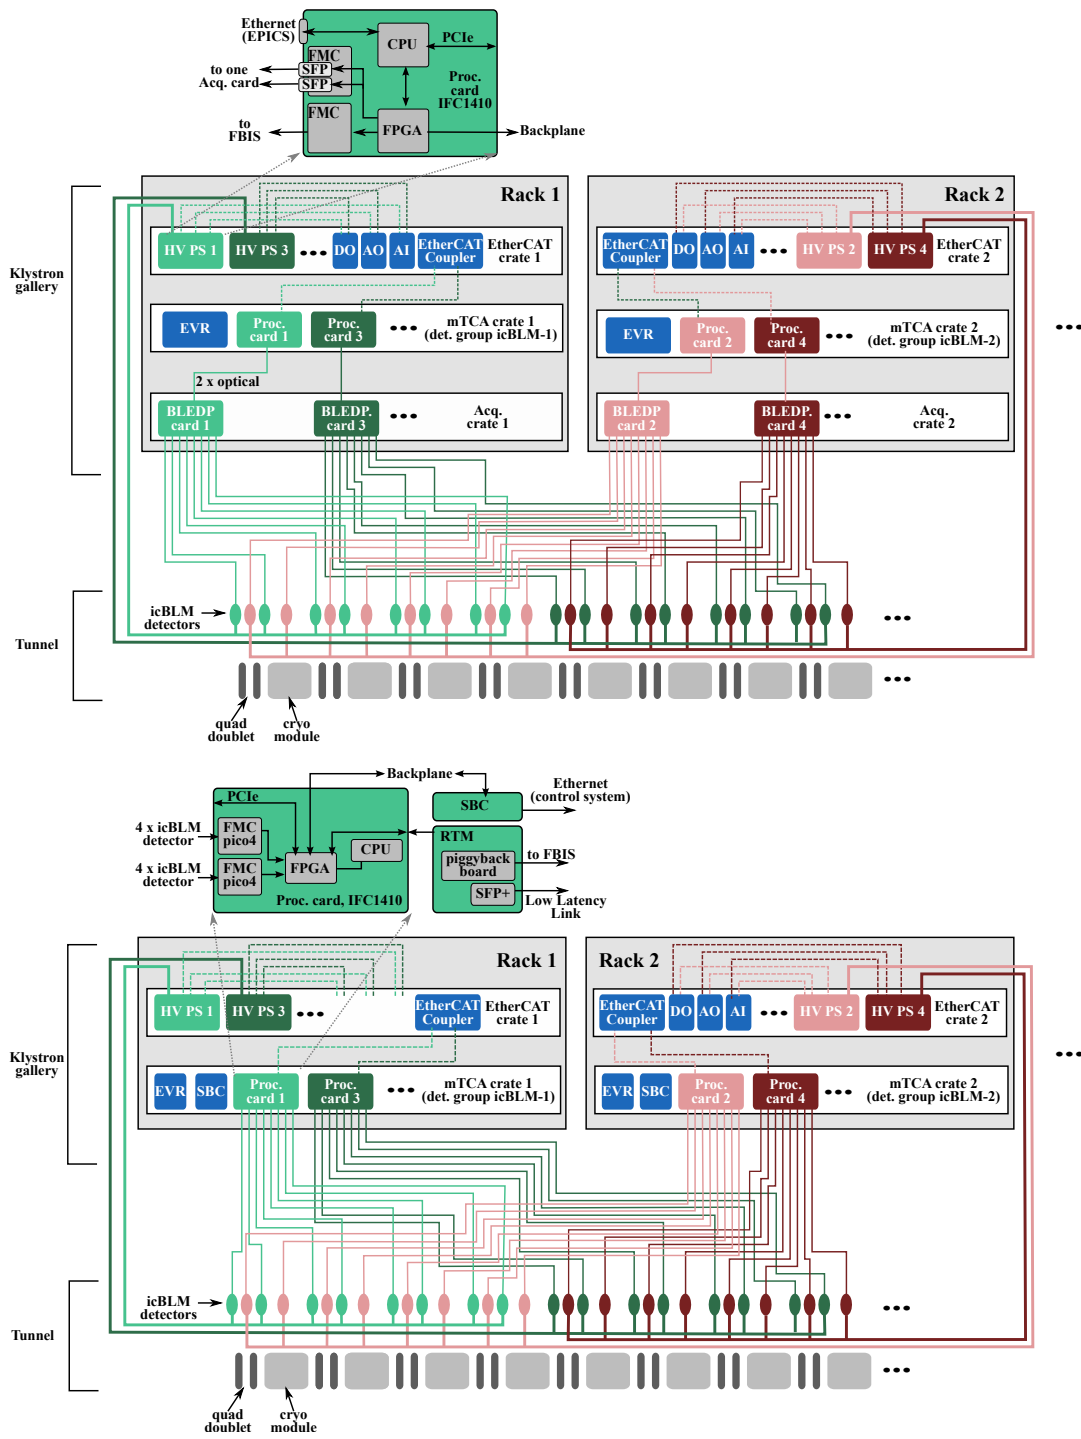 Ethernet
(EPICS)
CPU
PCIe
FMC
SFP
SFP
to one
Acq. card
Proc.
card
IFC1410
FMC
to
FBIS
FPGA
Backplane
Klystron
gallery
Rack 1
HV PS 1
HV PS 3
DO
AO
AI
EtherCAT
Coupler
EtherCAT
crate 1
EVR
Proc.
card 1
Proc.
card 3
mTCA crate 1
(det. group icBLM-1)
2 x optical
BLEDP
card 1
BLEDP.
card 3
Acq.
crate 1
Rack 2
EtherCAT
Coupler
DO
AO
AI
HV PS 2
HV PS 4
EtherCAT
crate 2
EVR
Proc.
card 2
Proc.
card 4
mTCA crate 2
(det. group icBLM-2)
BLEDP
card 2
BLEDP.
card 4
Acq.
crate 2
Tunnel
icBLM
detectors
quad
doublet
cryo
module
Backplane
PCIe
4 x icBLM
detector
FMC
pico4
4 x icBLM
detector
FMC
pico4
FPGA
CPU
Proc. card, IFC1410
SBC
Ethernet
(control system)
RTM
piggyback
board
to FBIS
SFP+
Low Latency
Link
Klystron
gallery
Rack 1
HV PS 1
HV PS 3
EtherCAT
Coupler
EtherCAT
crate 1
EVR
SBC
Proc.
card 1
Proc.
card 3
mTCA crate 1
(det. group icBLM-1)
Rack 2
EtherCAT
Coupler
DO
AO
AI
HV PS 2
HV PS 4
EtherCAT
crate 2
EVR
SBC
Proc.
card 2
Proc.
card 4
mTCA crate 2
(det. group icBLM-2)
Tunnel
icBLM
detectors
quad
doublet
cryo
module